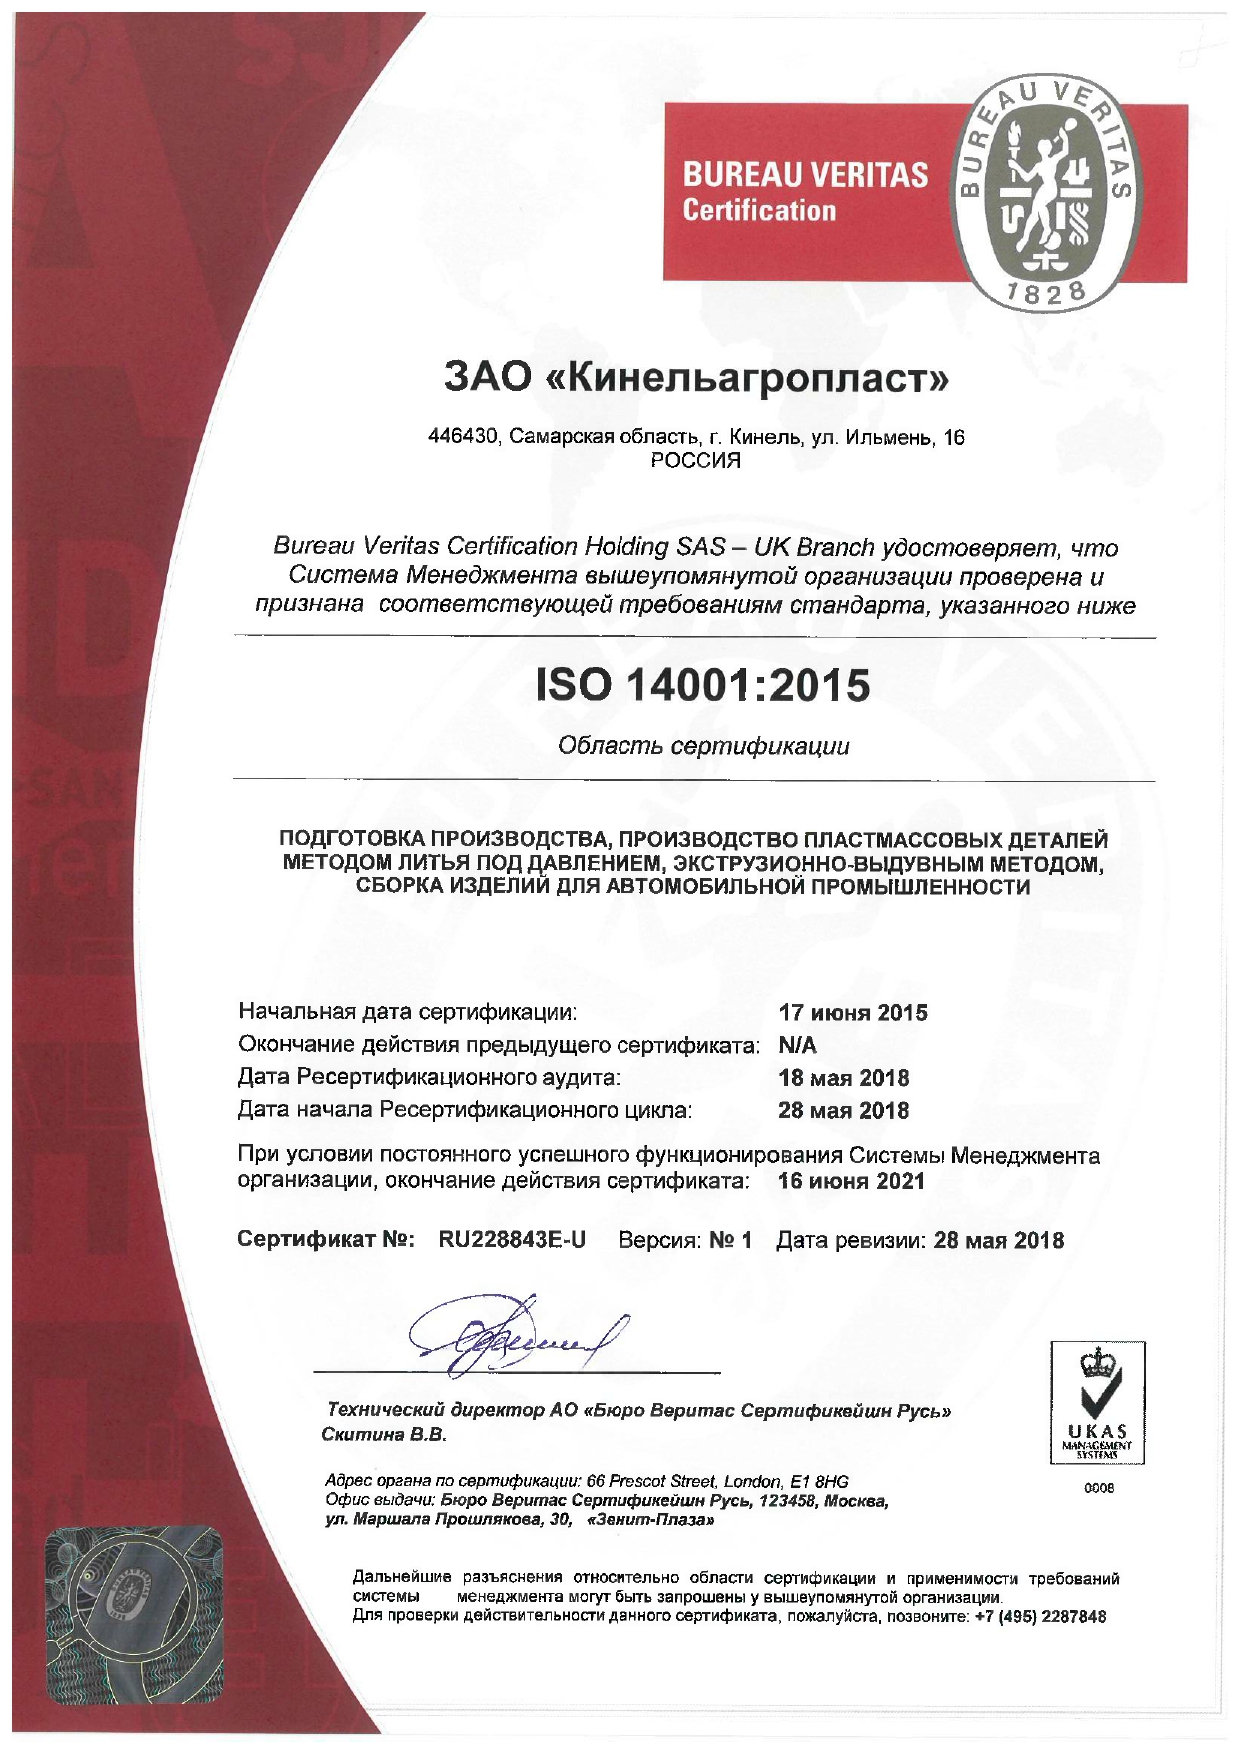 BUREAU VERITAS
Certification
BUREAU VERITAS
1828
ЗАО «Кинельагропласт»
446430, Самарская область, г. Кинель, ул. Ильмень, 16
РОССИЯ
Bureau Veritas Certification Holding SAS – UK Branch удостоверяет, что
Система Менеджмента вышеупомянутой организации проверена и
признана соответствующей требованиям стандарта, указанного ниже
ISO 14001:2015
Область сертификации
ПОДГОТОВКА ПРОИЗВОДСТВА, ПРОИЗВОДСТВО ПЛАСТМАССОВЫХ ДЕТАЛЕЙ
МЕТОДОМ ЛИТЬЯ ПОД ДАВЛЕНИЕМ, ЭКСТРУЗИОННО-ВЫДУВНЫМ МЕТОДОМ,
СБОРКА ИЗДЕЛИЙ ДЛЯ АВТОМОБИЛЬНОЙ ПРОМЫШЛЕННОСТИ
Начальная дата сертификации: 17 июня 2015
Окончание действия предыдущего сертификата: N/A
Дата Ресертификационного аудита: 18 мая 2018
Дата начала Ресертификационного цикла: 28 мая 2018
При условии постоянного успешного функционирования Системы Менеджмента
организации, окончание действия сертификата: 16 июня 2021
Сертификат №: RU228843E-U Версия: № 1 Дата ревизии: 28 мая 2018
Технический директор АО «Бюро Веритас Сертификейшн Русь»
Скитина В.В.
UKAS
MANAGEMENT
SYSTEMS
0008
Адрес органа по сертификации: 66 Prescot Street, London, E1 8HG
Офис выдачи: Бюро Веритас Сертификейшн Русь, 123458, Москва,
ул. Маршала Прошлякова, 30, «Зенит-Плаза»
Дальнейшие разъяснения относительно области сертификации и применимости требований
системы менеджмента могут быть запрошены у вышеупомянутой организации.
Для проверки действительности данного сертификата, пожалуйста, позвоните: +7 (495) 2287848